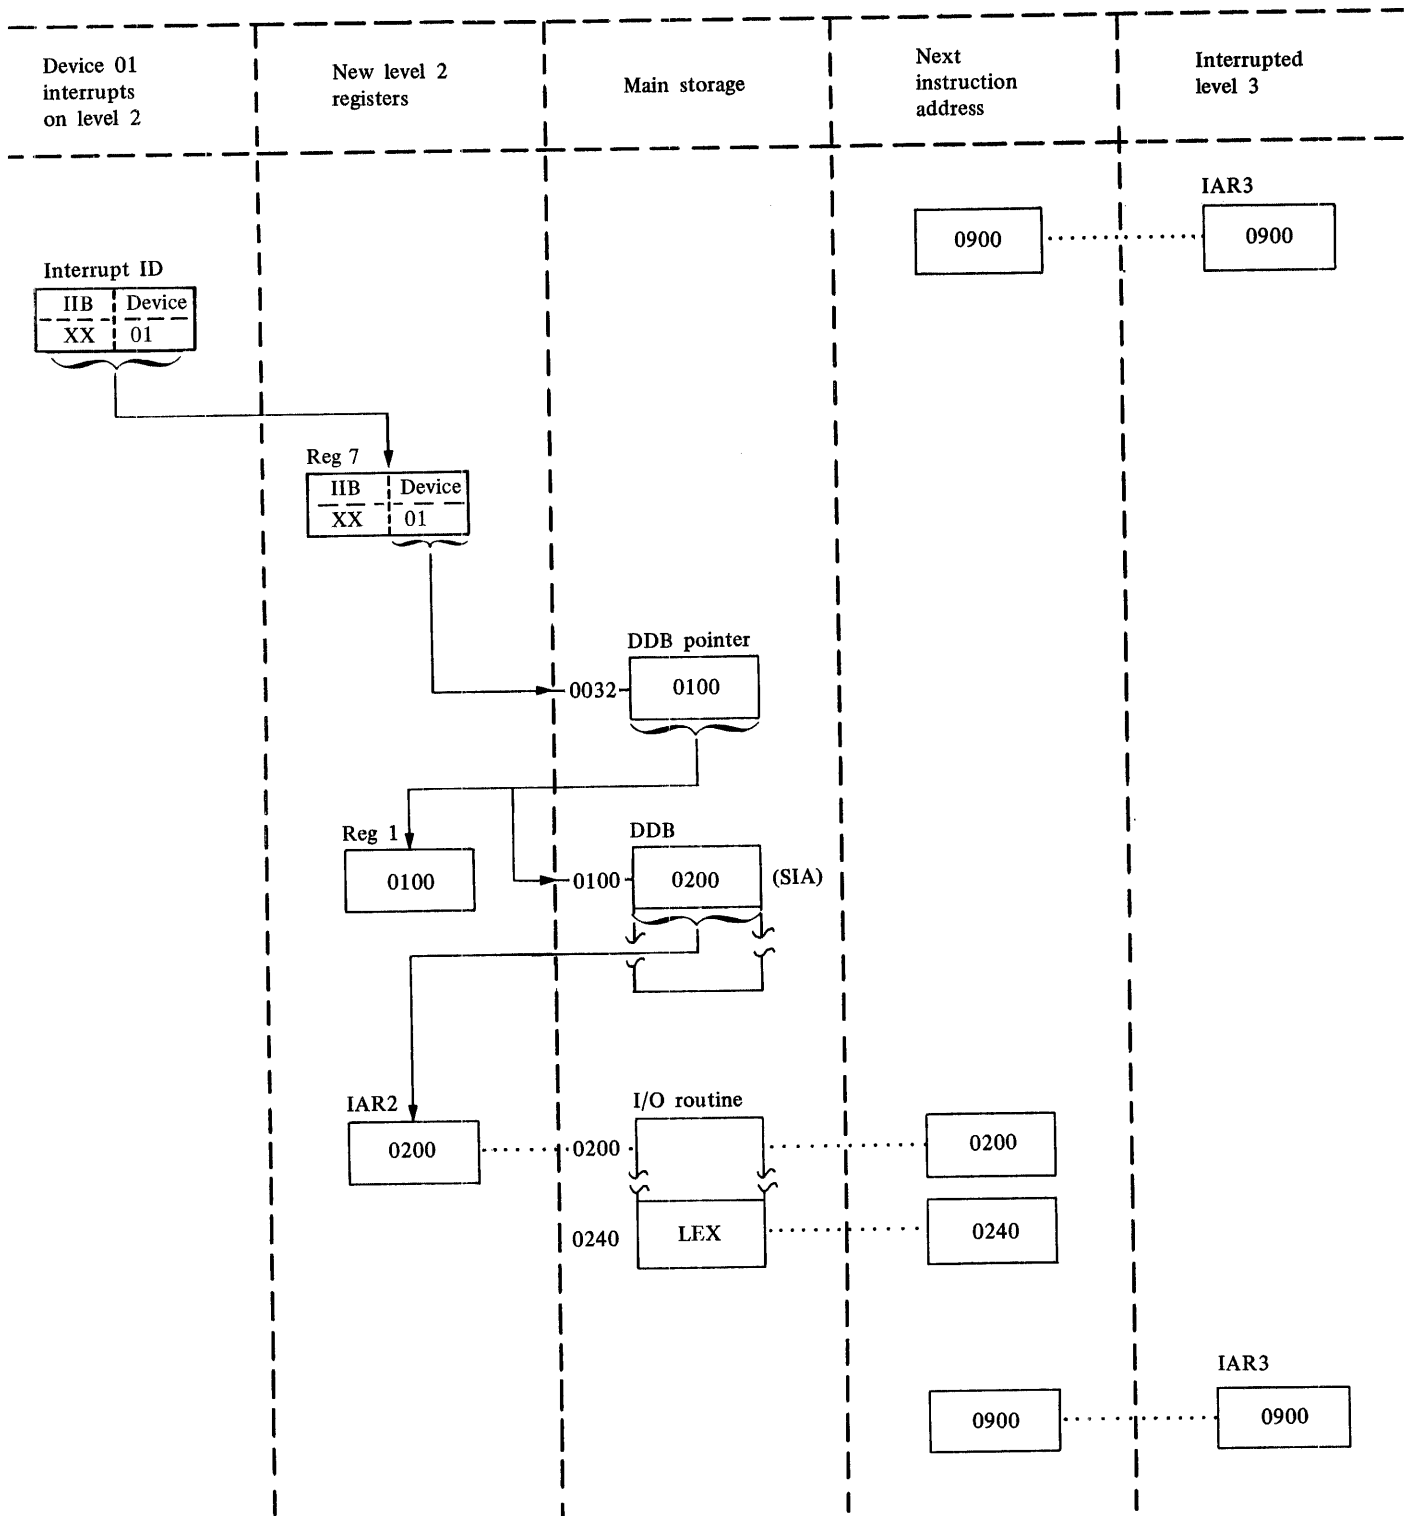 Device 01
interrupts
on level 2
New level 2
registers
Main storage
Next
instruction
address
Interrupted
level 3
IAR3
0900
0900
Interrupt ID
IIB Device
XX 01
Reg 7
IIB Device
XX 01
DDB pointer
0032
0100
Reg 1
0100
DDB
0100
0200
(SIA)
IAR2
0200
I/O routine
0200
0200
0240
LEX
0240
IAR3
0900
0900